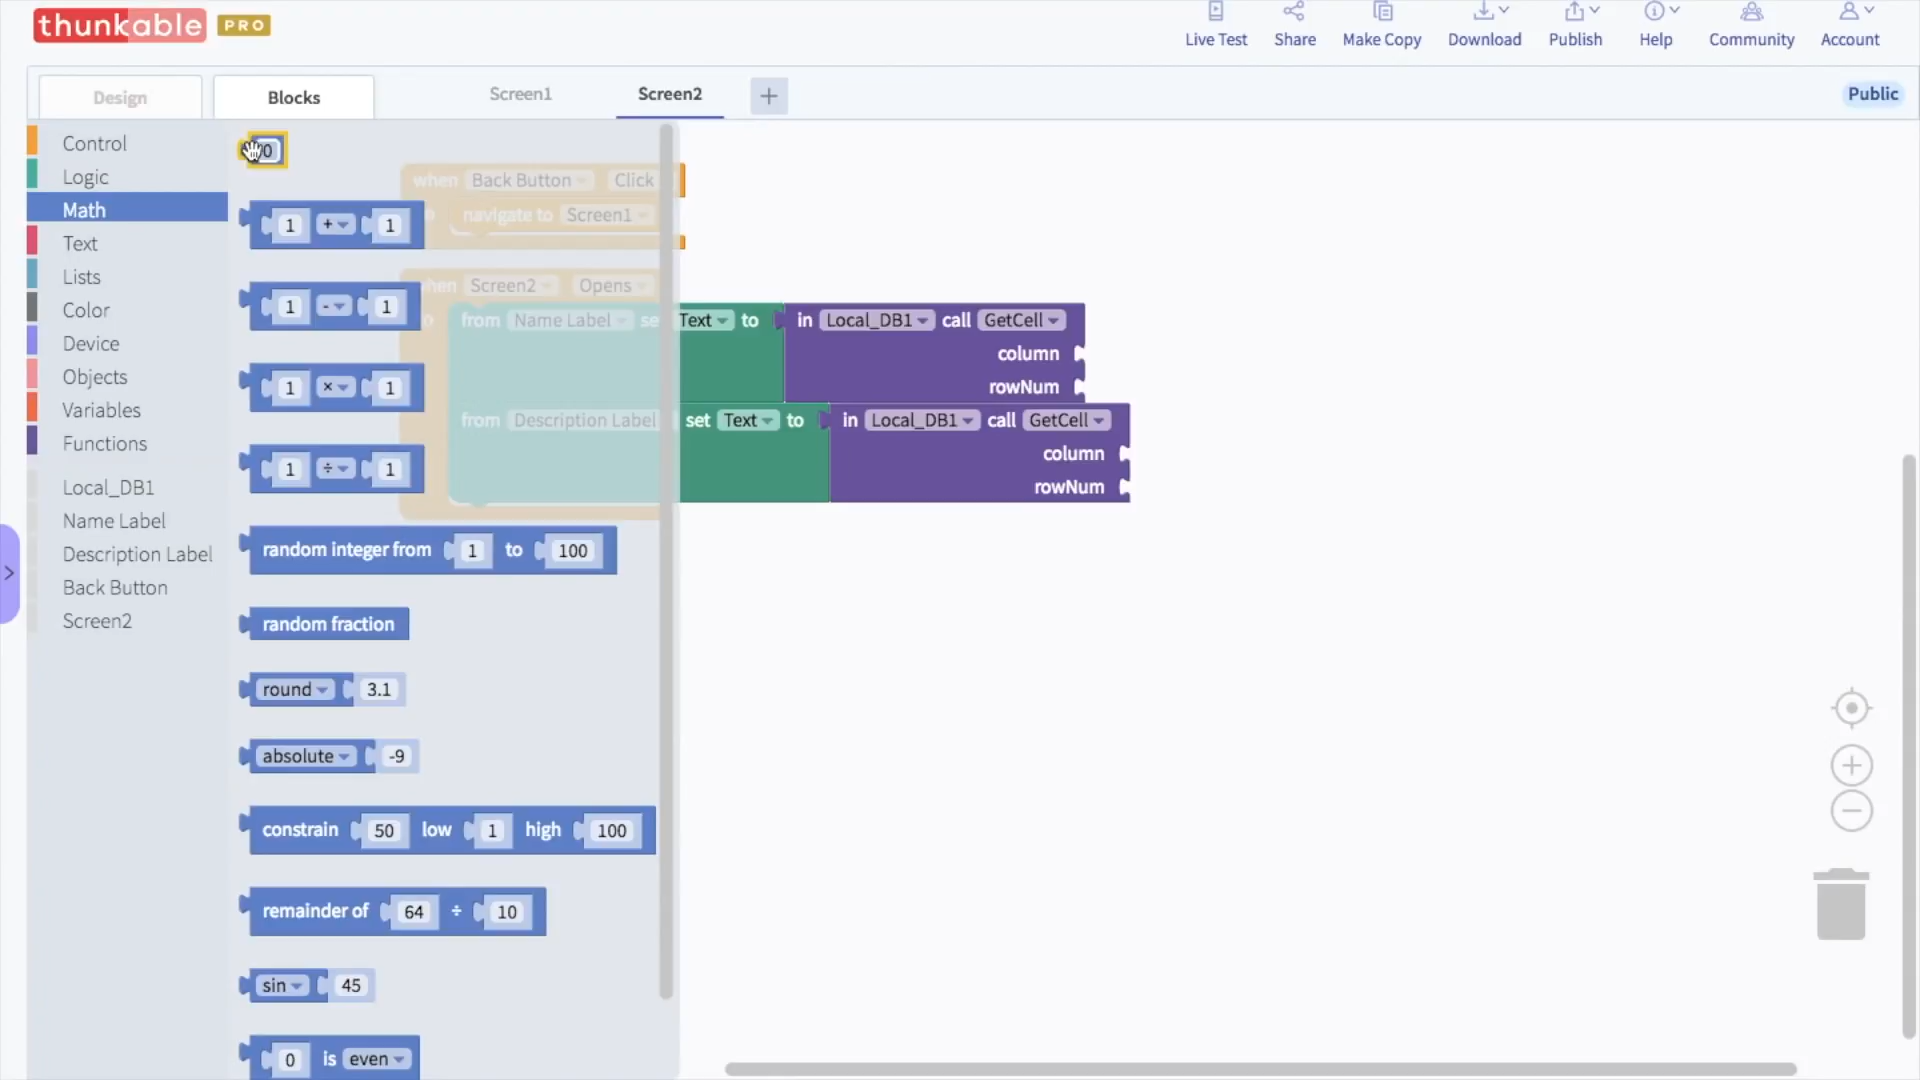 thunkable PRO
Live Test Share Make Copy Download Publish Help Community Account
Design Blocks Screen1 Screen2 + Public
Control
Logic
Math
Text
Lists
Color
Device
Objects
Variables
Functions
Local_DB1
Name Label
Description Label
Back Button
Screen2
0
1 + 1
1 - 1
1 × 1
1 ÷ 1
random integer from 1 to 100
random fraction
round 3.1
absolute -9
constrain 50 low 1 high 100
remainder of 64 ÷ 10
sin 45
0 is even
when Back Button Click
navigate to Screen1
when Screen2 Opens
from Name Label set Text to in Local_DB1 call GetCell
column
rowNum
from Description Label set Text to in Local_DB1 call GetCell
column
rowNum